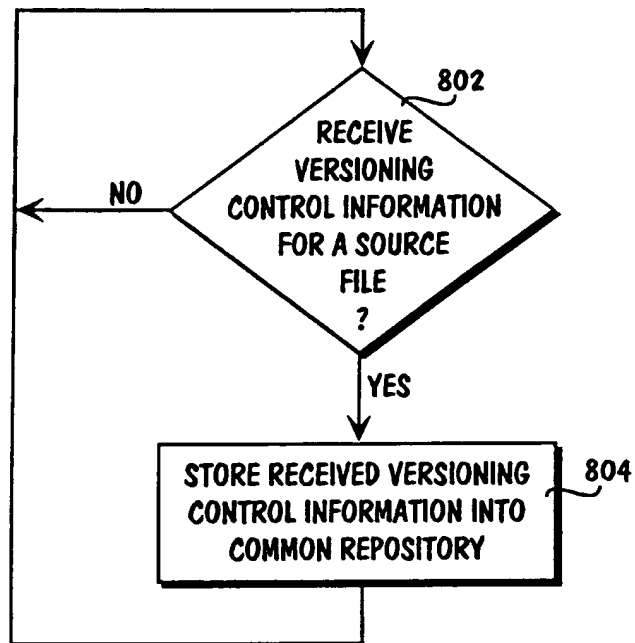 802
RECEIVE
VERSIONING
CONTROL INFORMATION
FOR A SOURCE
FILE
?
NO
YES
STORE RECEIVED VERSIONING
CONTROL INFORMATION INTO
COMMON REPOSITORY
804